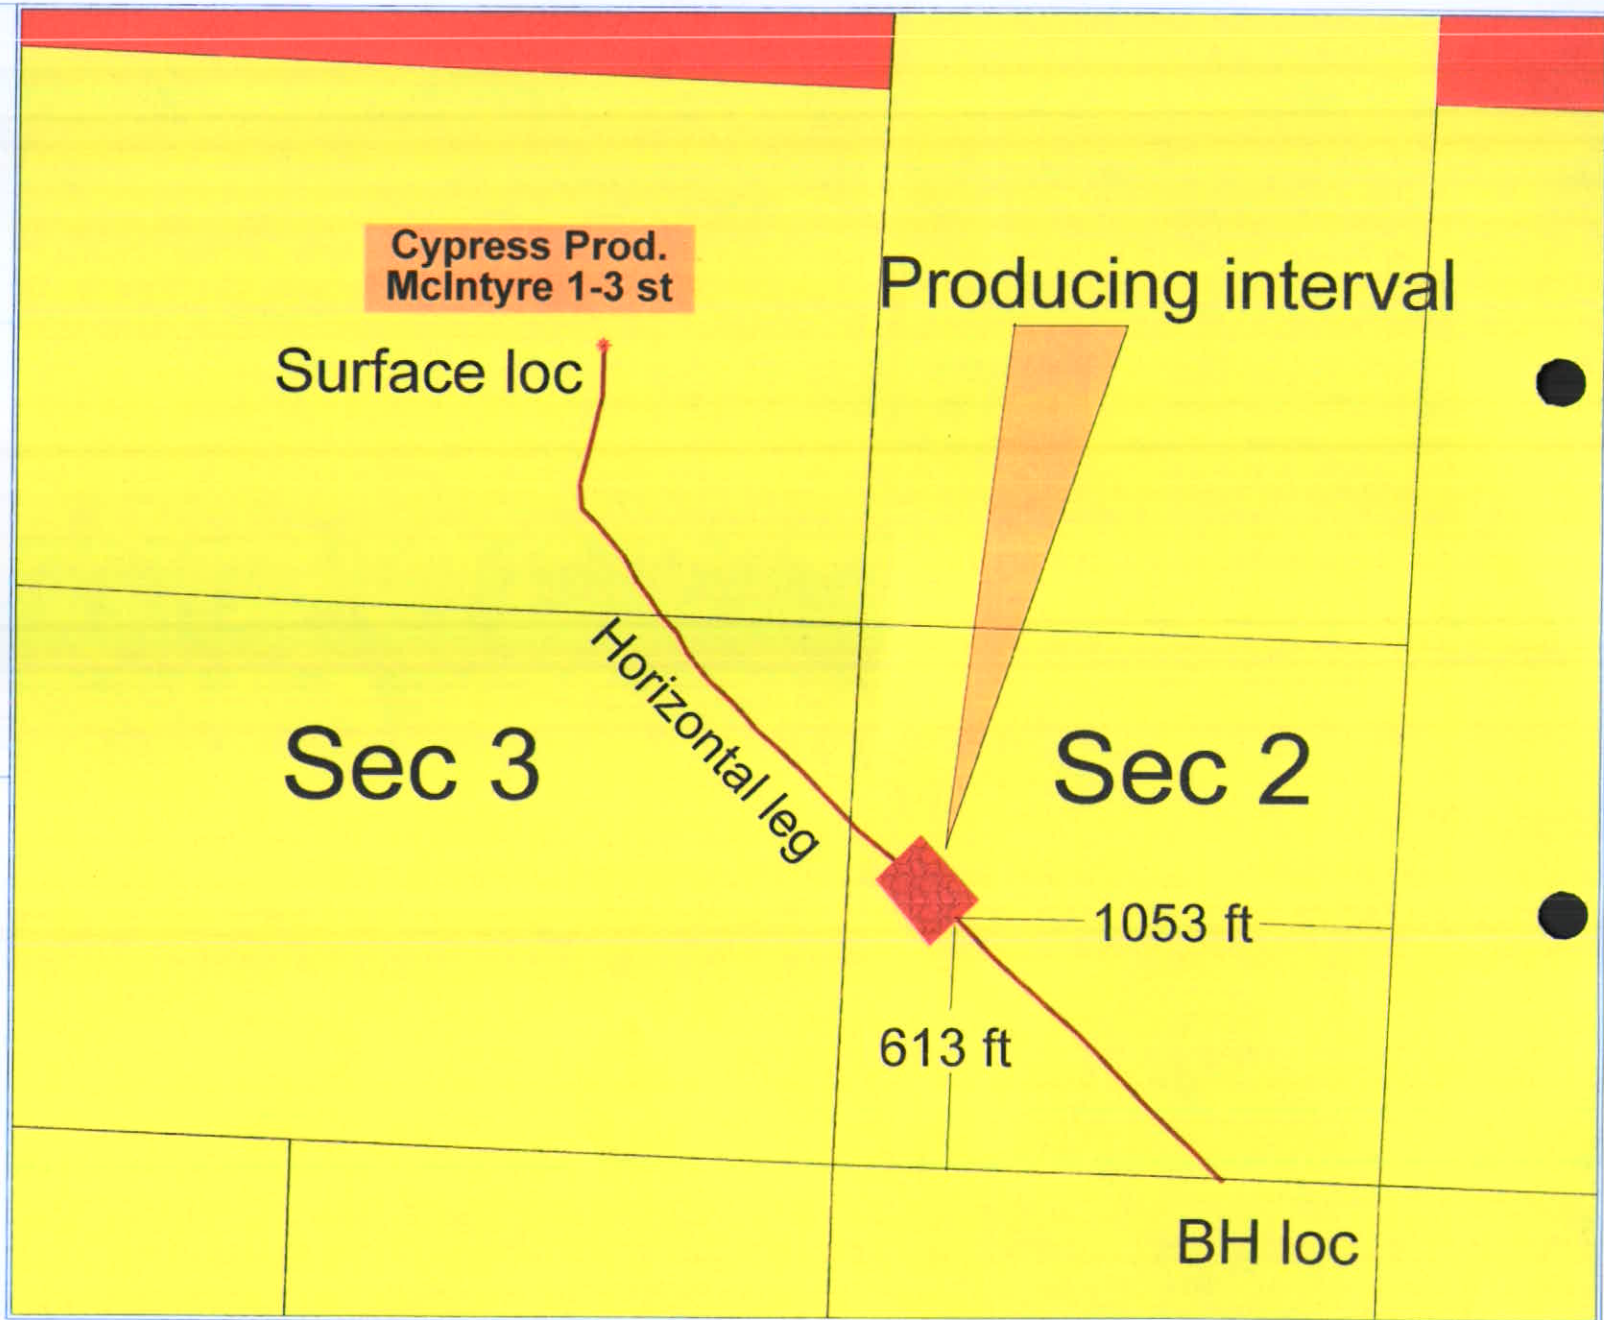 Cypress Prod.
McIntyre 1-3 st
Producing interval
Surface loc
Horizontal leg
Sec 3
Sec 2
1053 ft
613 ft
BH loc